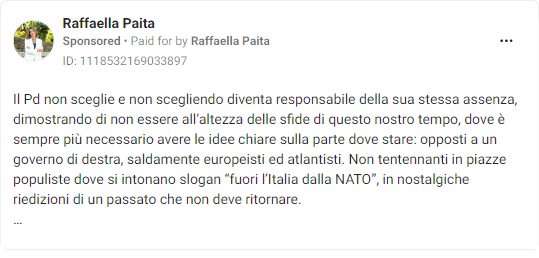 Raffaella Paita
Sponsored • Paid for by Raffaella Paita
ID: 1118532169033897
Il Pd non sceglie e non scegliendo diventa responsabile della sua stessa assenza,
dimostrando di non essere all’altezza delle sfide di questo nostro tempo, dove è
sempre più necessario avere le idee chiare sulla parte dove stare: opposti a un
governo di destra, saldamente europeisti ed atlantisti. Non tentennanti in piazze
populiste dove si intonano slogan “fuori l’Italia dalla NATO”, in nostalgiche
riedizioni di un passato che non deve ritornare.
...